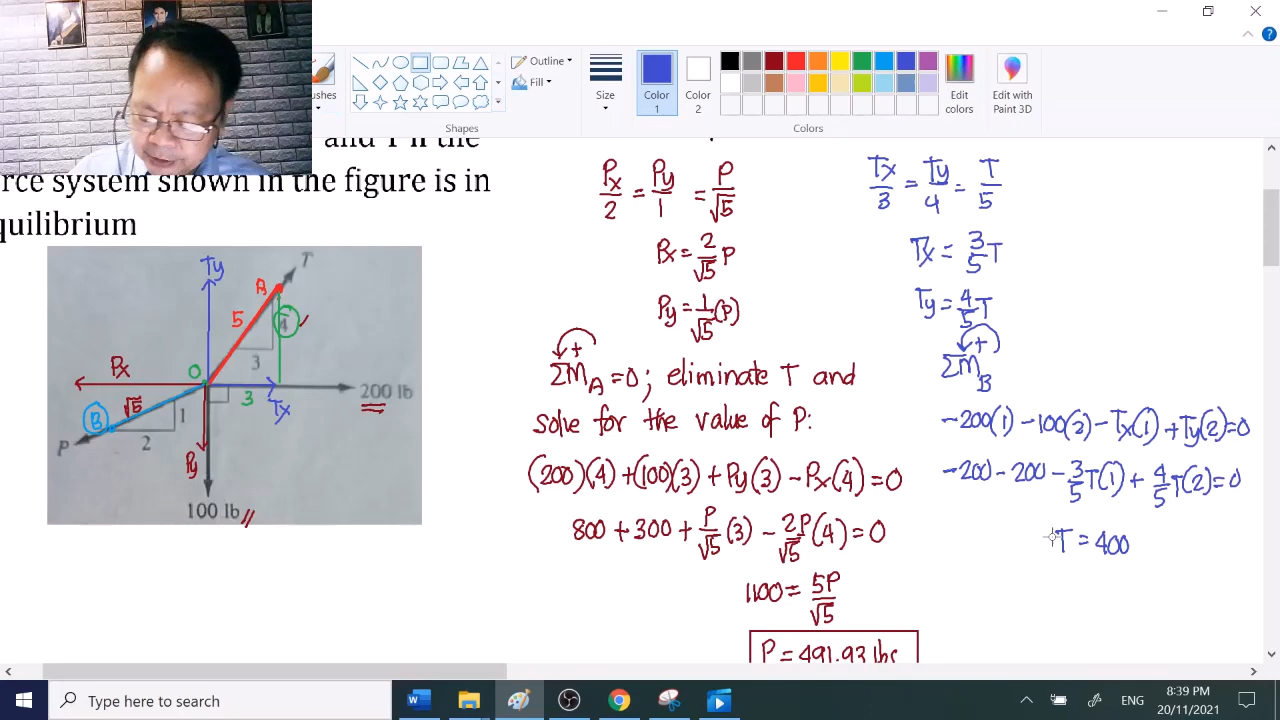 Outline
Fill
Shapes
Size
Color
1
Color
2
Edit
colors
Edit with
Paint 3D
Colors
and T if the
rce system shown in the figure is in
quilibrium
Ty
T
A
5
4
3
Px
O
200 lb
3
Tx
B
√5
1
P
2
Py
100 lb
Px/2 = Py/1 = P/√5
Px = 2/√5 P
Py = 1/√5 (P)
+
ΣM_A = 0; eliminate T and
solve for the value of P:
(200)(4) + (100)(3) + Py(3) - Px(4) = 0
800 + 300 + P/√5 (3) - 2P/√5 (4) = 0
1100 = 5P/√5
P = 491.93 lbs
Tx/3 = Ty/4 = T/5
Tx = 3/5 T
Ty = 4/5 T
+
ΣM_B
-200(1) - 100(2) - Tx(1) + Ty(2) = 0
-200 - 200 - 3/5 T(1) + 4/5 T(2) = 0
T = 400
Type here to search
ENG
8:39 PM
20/11/2021